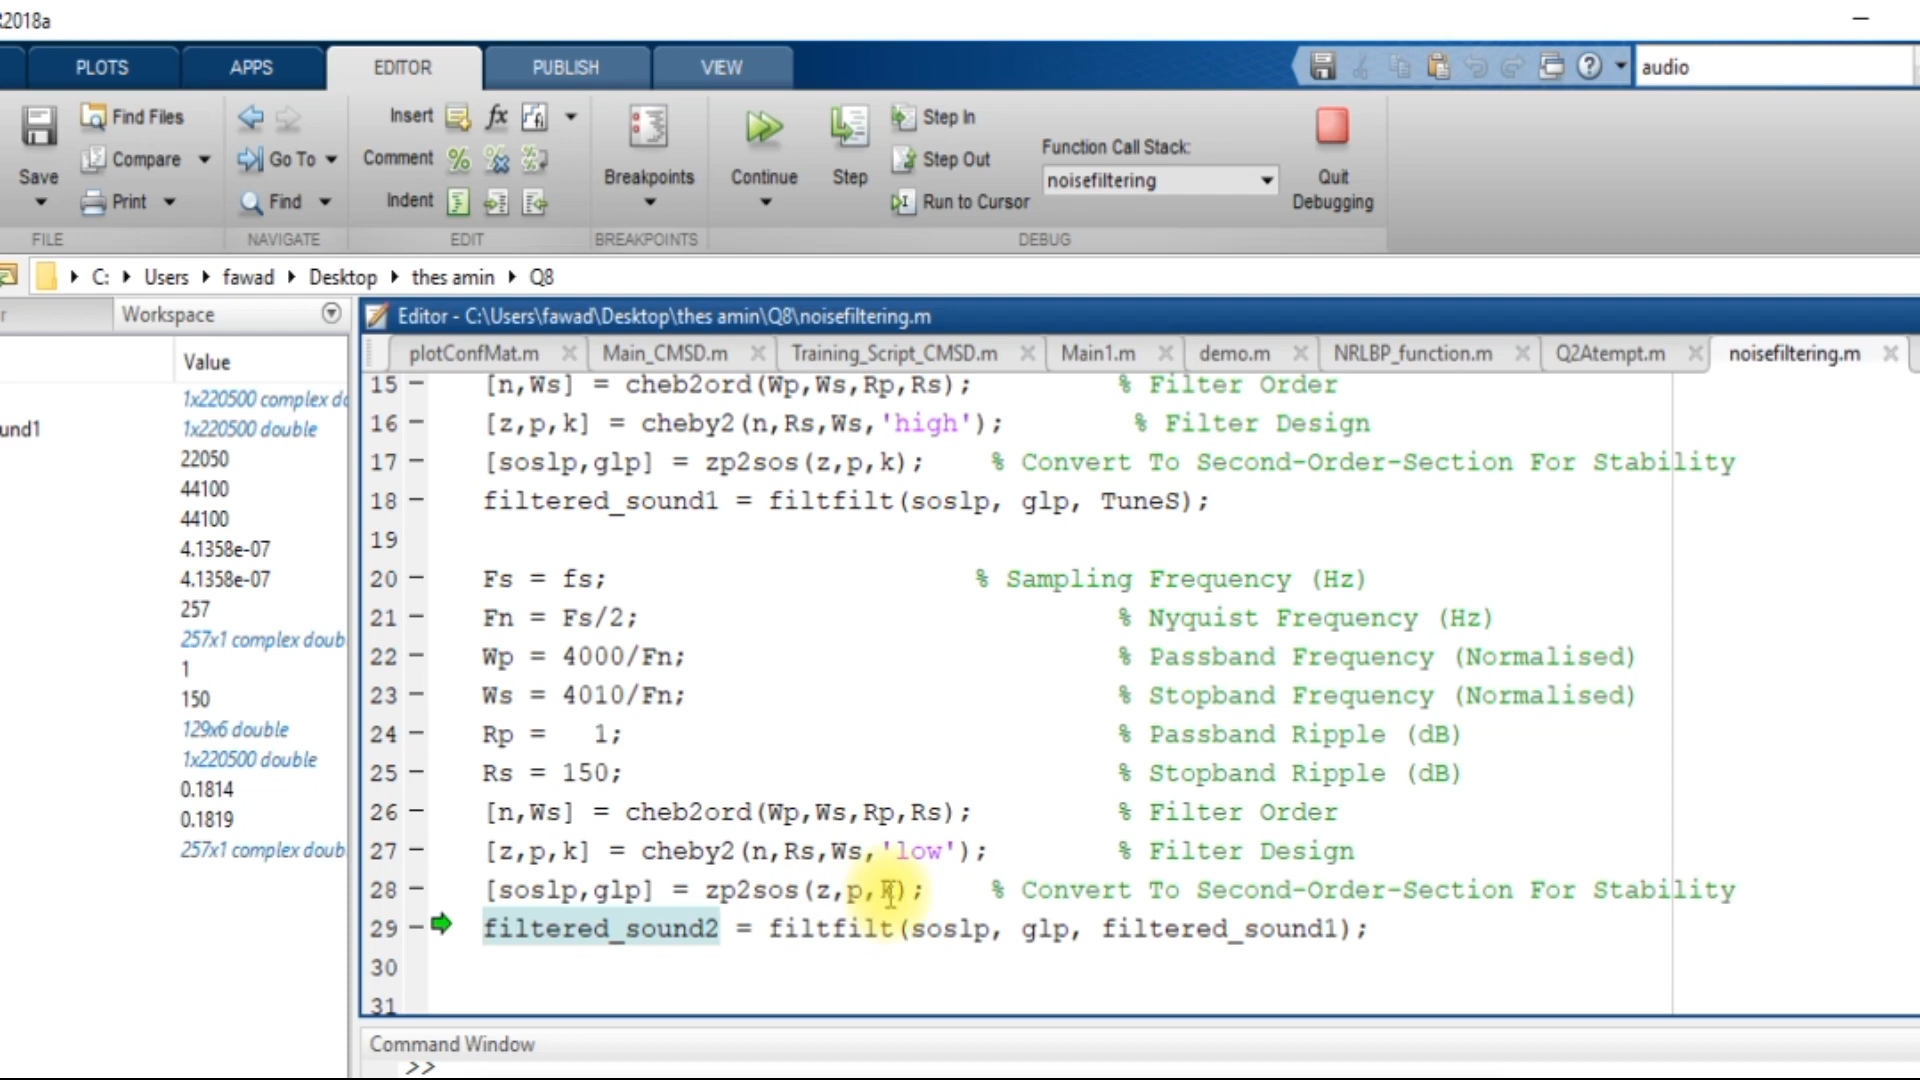 R2018a
PLOTS APPS EDITOR PUBLISH VIEW audio
Find Files Insert Step In
Compare Go To Comment Step Out Function Call Stack:
Save Breakpoints Continue Step noisefiltering Quit
Print Find Indent Run to Cursor Debugging
FILE NAVIGATE EDIT BREAKPOINTS DEBUG
C: Users fawad Desktop thes amin Q8
Workspace
Editor - C:\Users\fawad\Desktop\thes amin\Q8\noisefiltering.m
plotConfMat.m Main_CMSD.m Training_Script_CMSD.m Main1.m demo.m NRLBP_function.m Q2Atempt.m noisefiltering.m
Value
1x220500 complex do
und1 1x220500 double
22050
44100
44100
4.1358e-07
4.1358e-07
257
257x1 complex doub
1
150
129x6 double
1x220500 double
0.1814
0.1819
257x1 complex doub
15 [n,Ws] = cheb2ord(Wp,Ws,Rp,Rs); % Filter Order
16 [z,p,k] = cheby2(n,Rs,Ws,'high'); % Filter Design
17 [soslp,glp] = zp2sos(z,p,k); % Convert To Second-Order-Section For Stability
18 filtered_sound1 = filtfilt(soslp, glp, TuneS);
19
20 Fs = fs; % Sampling Frequency (Hz)
21 Fn = Fs/2; % Nyquist Frequency (Hz)
22 Wp = 4000/Fn; % Passband Frequency (Normalised)
23 Ws = 4010/Fn; % Stopband Frequency (Normalised)
24 Rp = 1; % Passband Ripple (dB)
25 Rs = 150; % Stopband Ripple (dB)
26 [n,Ws] = cheb2ord(Wp,Ws,Rp,Rs); % Filter Order
27 [z,p,k] = cheby2(n,Rs,Ws,'low'); % Filter Design
28 [soslp,glp] = zp2sos(z,p,k); % Convert To Second-Order-Section For Stability
29 filtered_sound2 = filtfilt(soslp, glp, filtered_sound1);
30
31
Command Window
>>